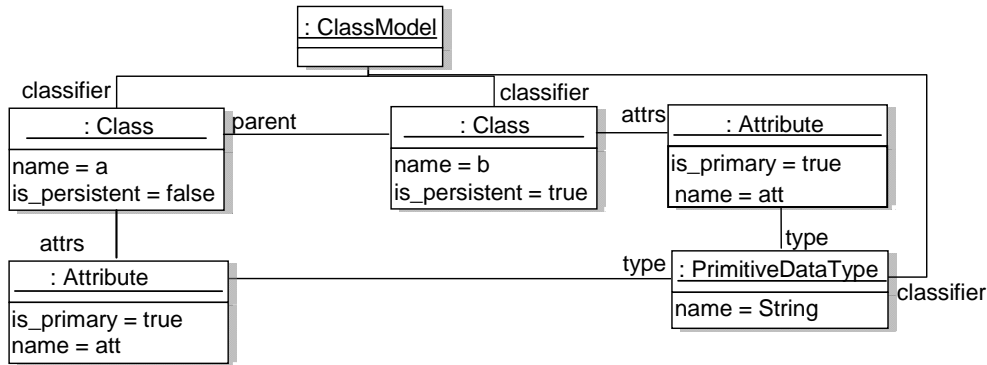 : ClassModel
classifier
classifier
: Class
name = a
is_persistent = false
parent
: Class
name = b
is_persistent = true
attrs
: Attribute
is_primary = true
name = att
attrs
type
: Attribute
is_primary = true
name = att
type
: PrimitiveDataType
name = String
classifier